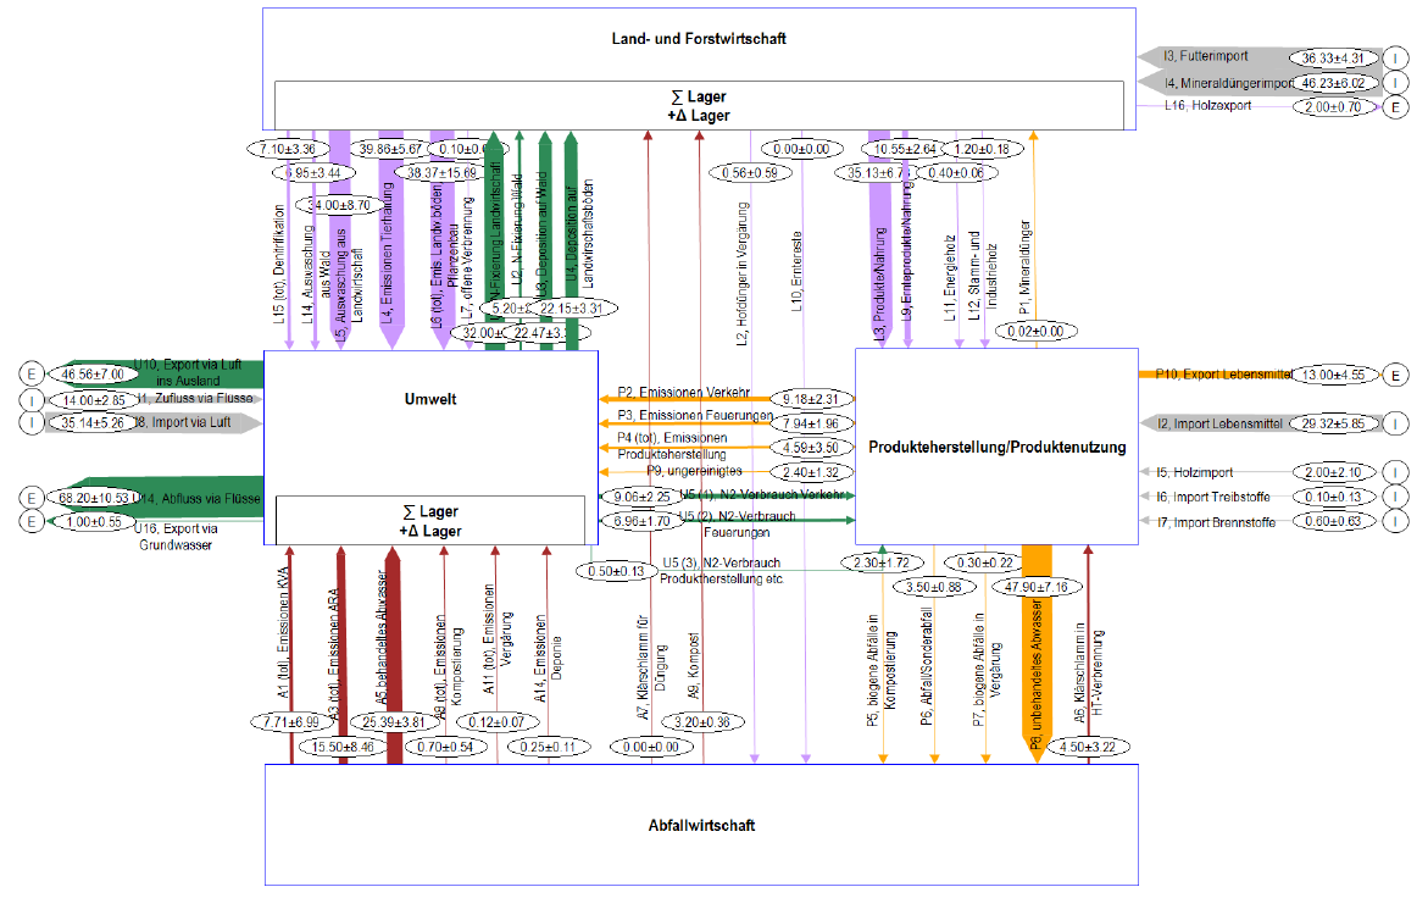 Land- und Forstwirtschaft
I3, Futterimport
36.33±4.31
I
I4, Mineraldüngerimpor
46.23±6.02
I
L16, Holzexport
2.00±0.70
E
∑ Lager
+Δ Lager
7.10±3.36
39.86±5.67
0.10±0.0
0.00±0.00
10.55±2.64
1.20±0.18
6.95±3.44
38.37±15.69
0.56±0.59
35.13±6.7
0.40±0.06
4.00±8.70
L15 (tot), Denitrifikation
L14, Auswaschung
aus Wald
L5, Auswaschung aus
Landwirtschaft
L4, Emissionen Tierhaltung
L6 (tot), Emis. Landw.böden,
Pflanzenbau
L7, offene Verbrennung
N-Fixierung Landwirtschaft
U2, N-Fixierung Wald
U3, Deposition auf Wald
U4, Deposition auf
Landwirtschaftsböden
L2, Hofdünger in Vergärung
L10, Erntereste
L3, Produkte/Nahrung
L9, Ernteprodukte/Nahrung
L11, Energieholz
L12, Stamm- und
Industrieholz
P1, Mineraldünger
5.20±2
22.15±3.31
32.00±
22.47±3.
0.02±0.00
E
46.56±7.00
U10, Export via Luft
ins Ausland
I
14.00±2.85
I1, Zufluss via Flüsse
I
35.14±5.26
I8, Import via Luft
E
68.20±10.53
U14, Abfluss via Flüsse
E
1.00±0.55
U16, Export via
Grundwasser
Umwelt
∑ Lager
+Δ Lager
P2, Emissionen Verkehr
9.18±2.31
P3, Emissionen Feuerungen
7.94±1.96
P4 (tot), Emissionen
Produkteherstellung
4.59±3.50
P9, ungereinigtes
2.40±1.32
9.06±2.25
U5 (1), N2-Verbrauch Verkehr
6.96±1.70
U5 (2), N2-Verbrauch
Feuerungen
0.50±0.13
U5 (3), N2-Verbrauch
Produktherstellung etc.
Produkteherstellung/Produktenutzung
P10, Export Lebensmittel
13.00±4.55
E
I2, Import Lebensmittel
29.32±5.85
I
I5, Holzimport
2.00±2.10
I
I6, Import Treibstoffe
0.10±0.13
I
I7, Import Brennstoffe
0.60±0.63
I
2.30±1.72
0.30±0.22
3.50±0.88
47.90±7.16
A1 (tot), Emissionen KVA
A3 (tot), Emissionen ARA
A5, behandeltes Abwasser
A8 (tot), Emissionen
Kompostierung
A11 (tot), Emissionen
Vergärung
A14, Emissionen
Deponie
A7, Klärschlamm für
Düngung
A9, Kompost
P5, biogene Abfälle in
Kompostierung
P6, Abfall/Sonderabfall
P7, biogene Abfälle in
Vergärung
P8, unbehandeltes Abwasser
A6, Klärschlamm in
HT-Verbrennung
7.71±6.99
25.39±3.81
0.12±0.07
3.20±0.36
15.50±8.46
0.70±0.54
0.25±0.11
0.00±0.00
4.50±3.22
Abfallwirtschaft